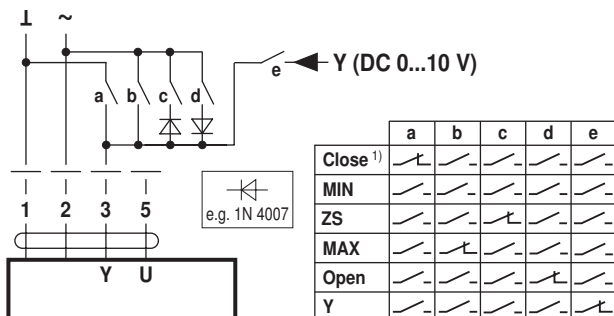 ⊥ ~
a b c d e Y (DC 0...10 V)
1 2 3 5
e.g. 1N 4007
Y U
a b c d e
Close 1)
MIN
ZS
MAX
Open
Y